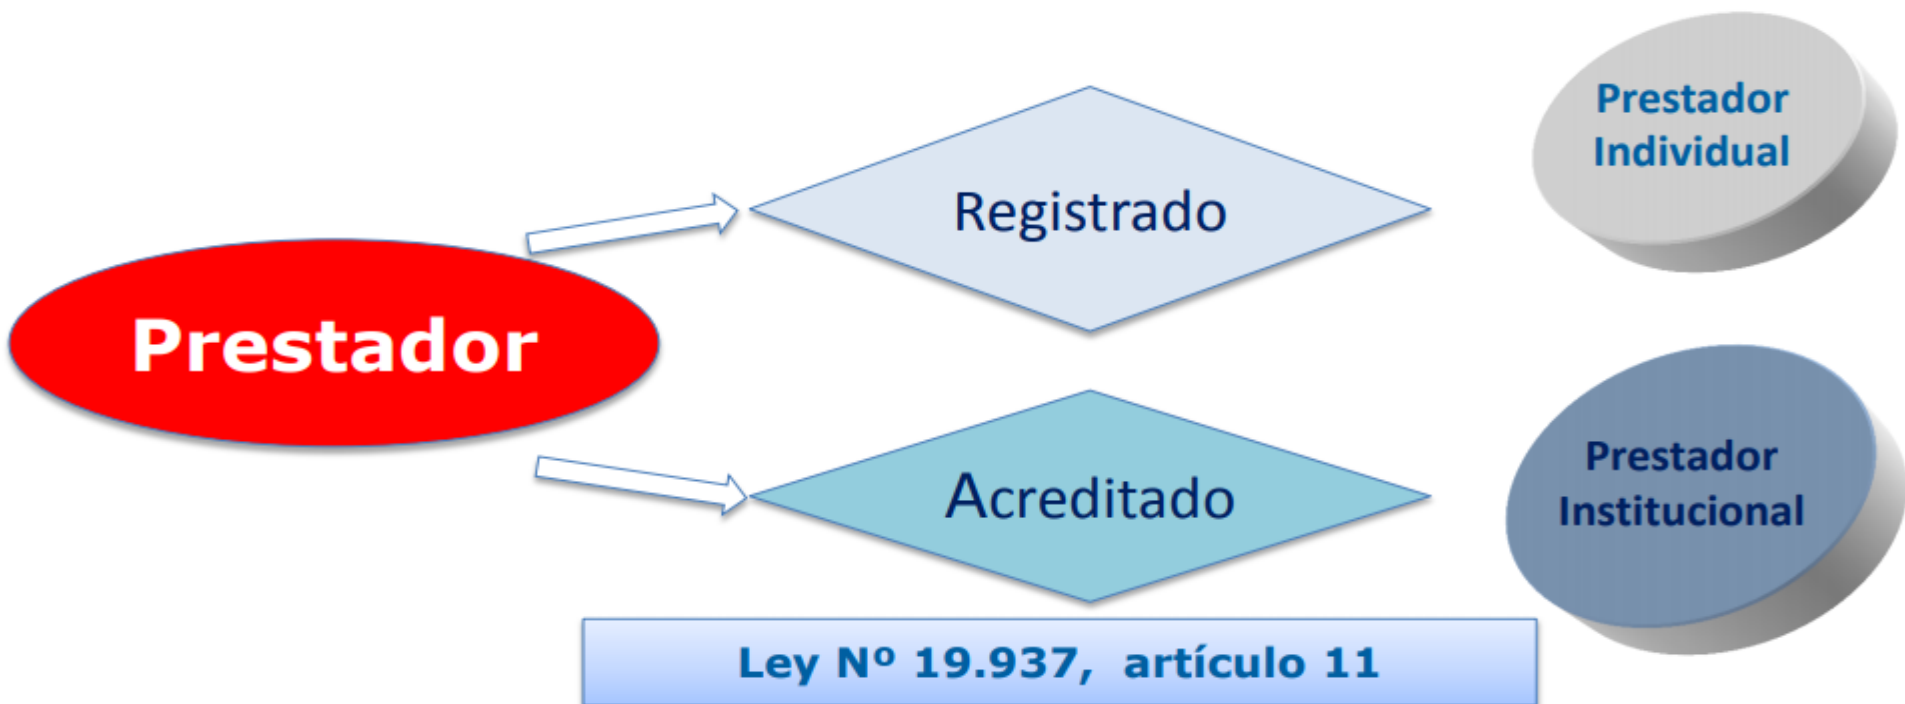 Prestador
Registrado
Prestador
Individual
Acreditado
Prestador
Institucional
Ley Nº 19.937, artículo 11